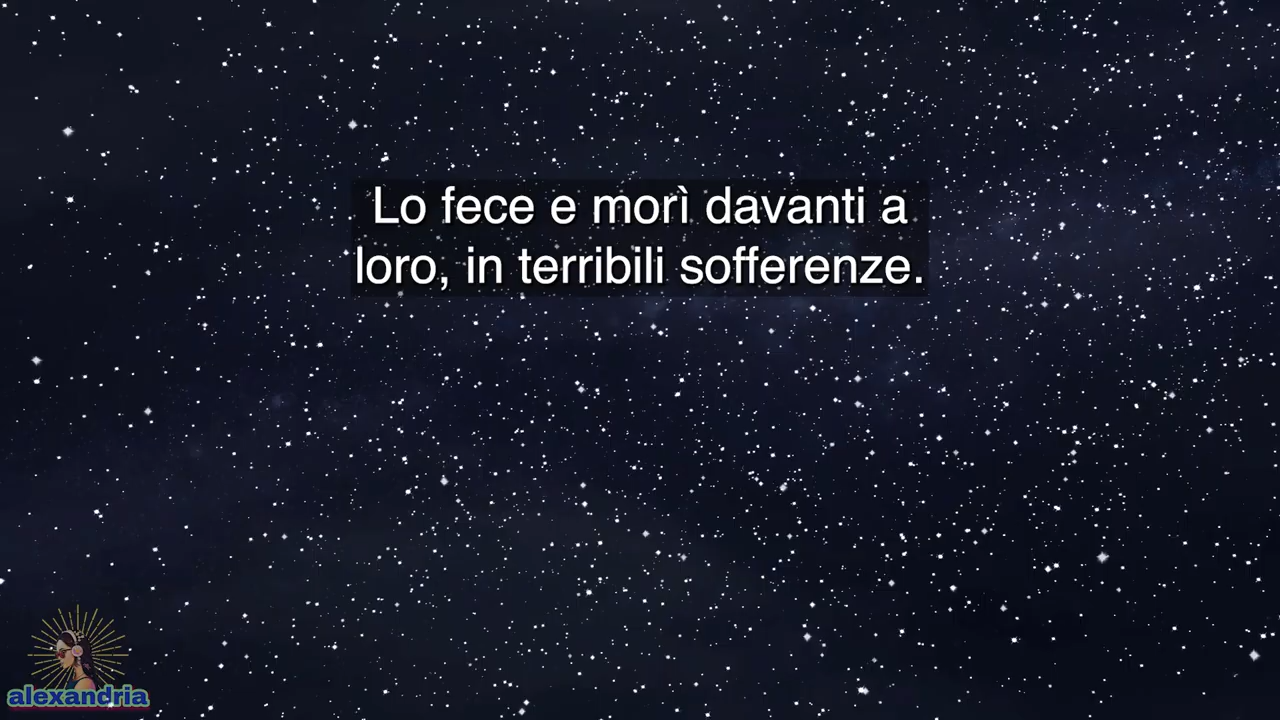 Lo fece e morì davanti a
loro, in terribili sofferenze.
alexandria